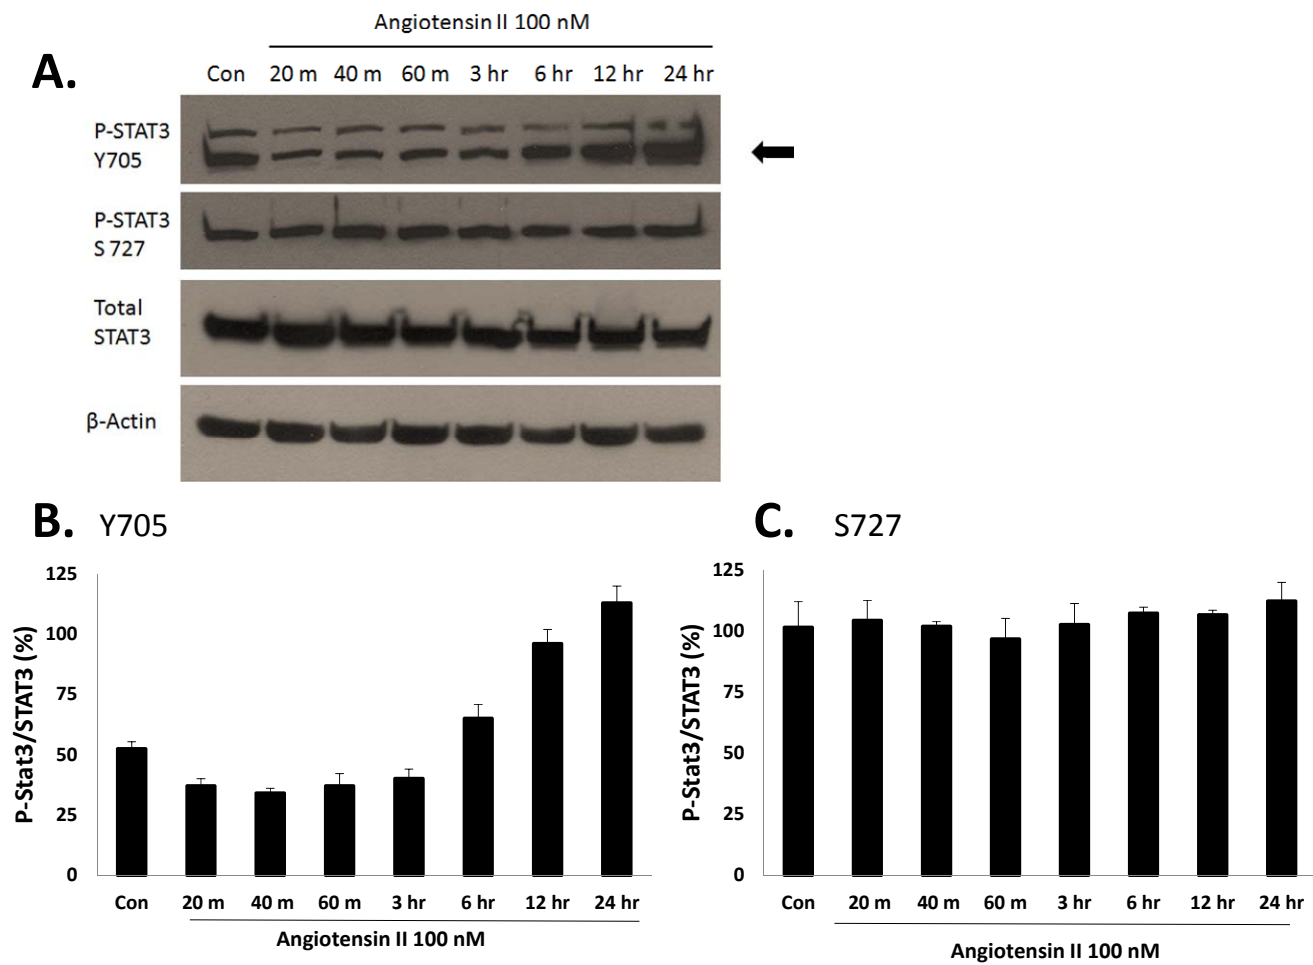 Angiotensin II 100 nM
A.
Con 20 m 40 m 60 m 3 hr 6 hr 12 hr 24 hr
P-STAT3
Y705
P-STAT3
S 727
Total
STAT3
β-Actin
B. Y705
P-Stat3/STAT3 (%)
125
100
75
50
25
0
Con 20 m 40 m 60 m 3 hr 6 hr 12 hr 24 hr
Angiotensin II 100 nM
C. S727
P-Stat3/STAT3 (%)
125
100
75
50
25
0
Con 20 m 40 m 60 m 3 hr 6 hr 12 hr 24 hr
Angiotensin II 100 nM